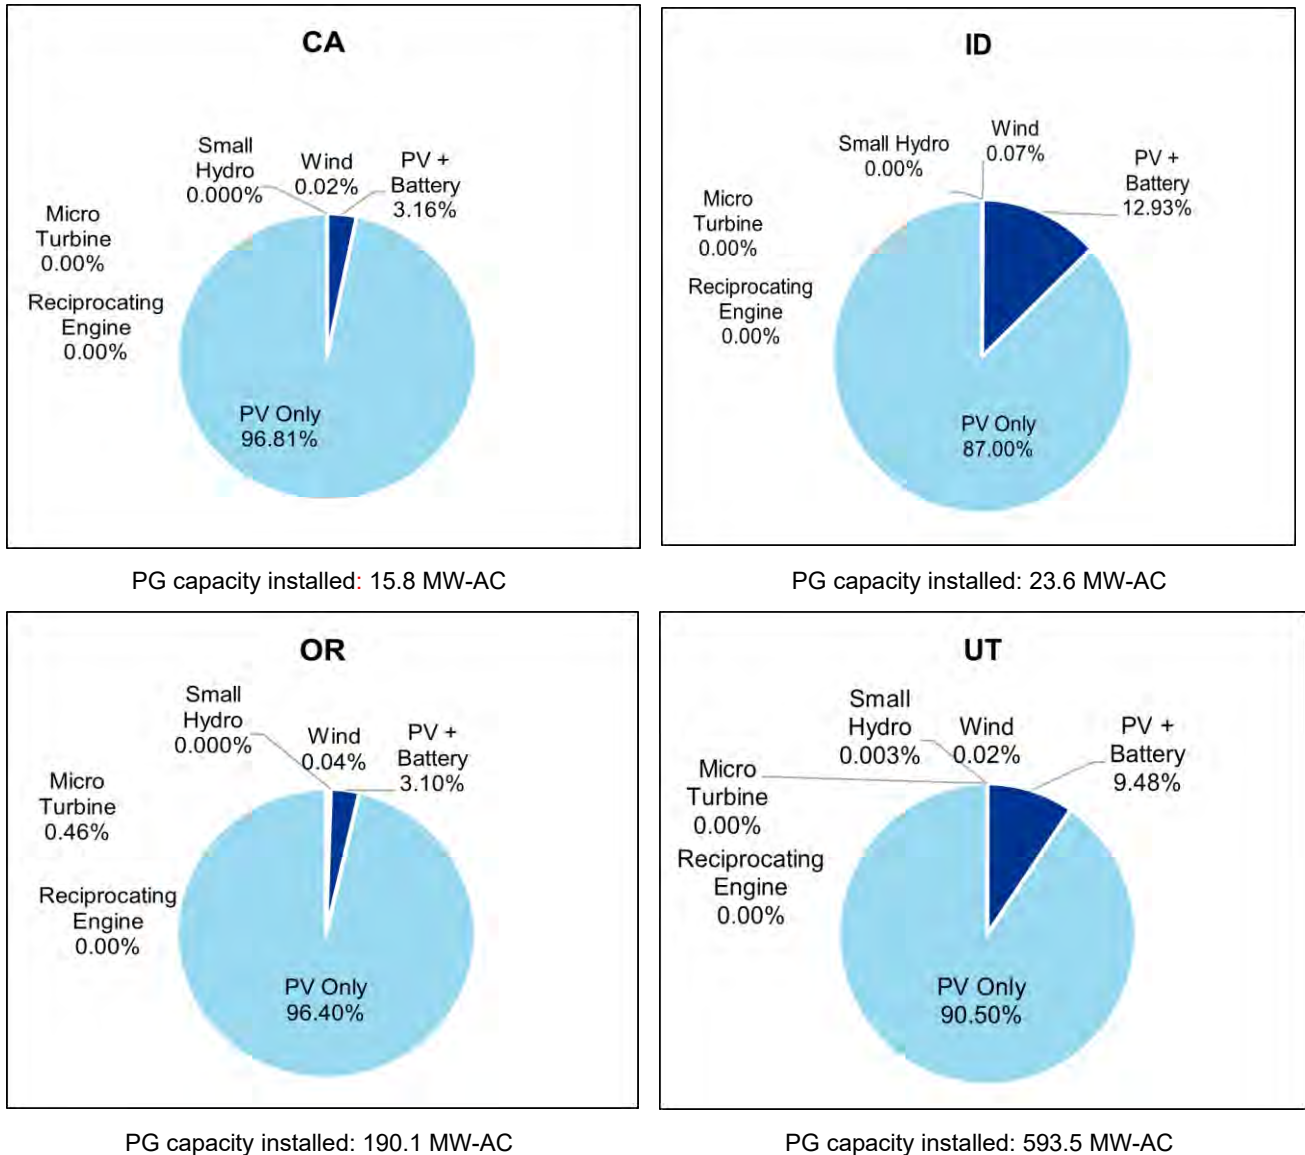 CA
Small
Hydro
0.000%
Wind
0.02%
PV +
Battery
3.16%
Micro
Turbine
0.00%
Reciprocating
Engine
0.00%
PV Only
96.81%
PG capacity installed: 15.8 MW-AC
ID
Small Hydro
0.00%
Wind
0.07%
PV +
Battery
12.93%
Micro
Turbine
0.00%
Reciprocating
Engine
0.00%
PV Only
87.00%
PG capacity installed: 23.6 MW-AC
OR
Small
Hydro
0.000%
Wind
0.04%
PV +
Battery
3.10%
Micro
Turbine
0.46%
Reciprocating
Engine
0.00%
PV Only
96.40%
PG capacity installed: 190.1 MW-AC
UT
Small
Hydro
0.003%
Wind
0.02%
PV +
Battery
9.48%
Micro
Turbine
0.00%
Reciprocating
Engine
0.00%
PV Only
90.50%
PG capacity installed: 593.5 MW-AC